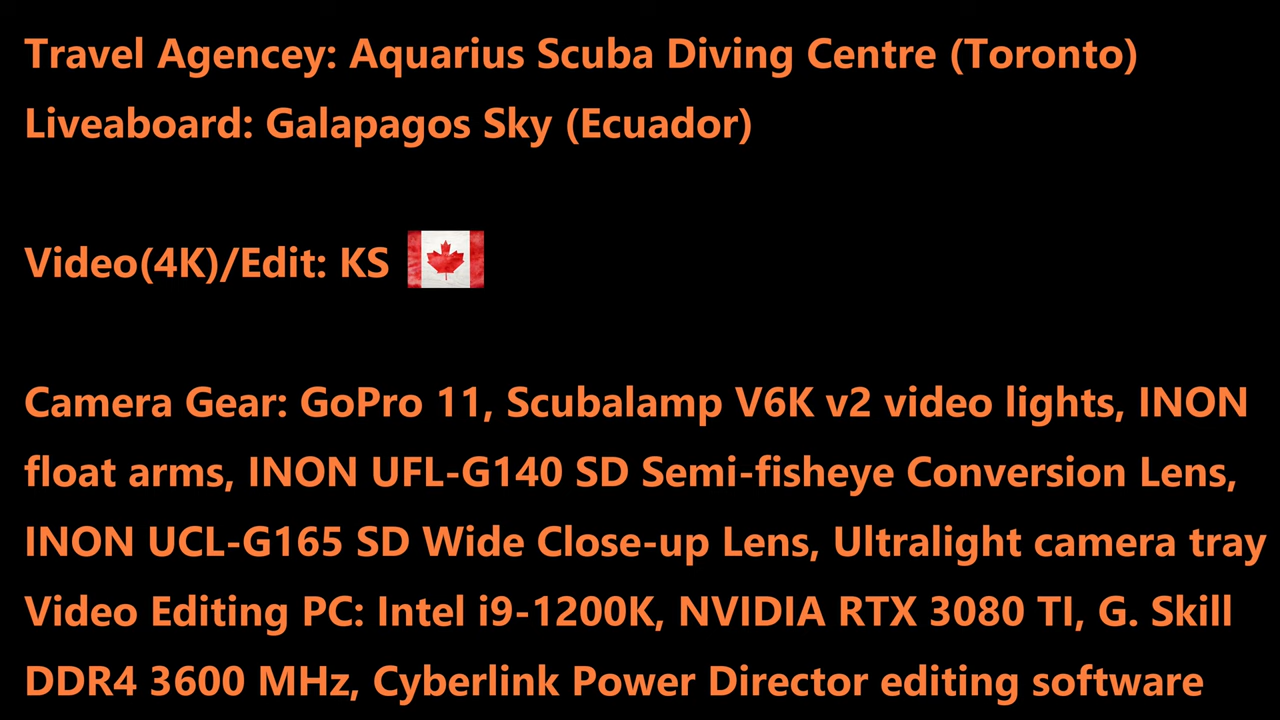 Travel Agencey: Aquarius Scuba Diving Centre (Toronto)
Liveaboard: Galapagos Sky (Ecuador)
Video(4K)/Edit: KS
Camera Gear: GoPro 11, Scubalamp V6K v2 video lights, INON
float arms, INON UFL-G140 SD Semi-fisheye Conversion Lens,
INON UCL-G165 SD Wide Close-up Lens, Ultralight camera tray
Video Editing PC: Intel i9-1200K, NVIDIA RTX 3080 TI, G. Skill
DDR4 3600 MHz, Cyberlink Power Director editing software